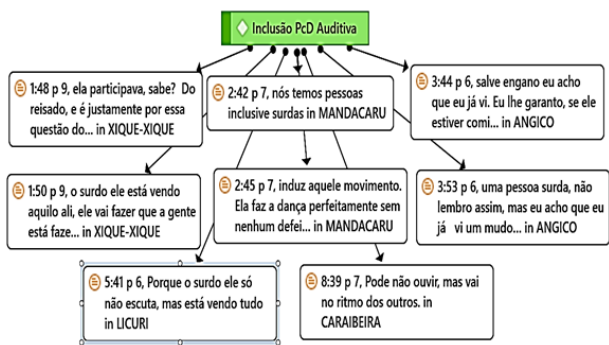 Inclusão PcD Auditiva
1:48 p 9, ela participava, sabe? Do
reisado, e é justamente por essa
questão do... in XIQUE-XIQUE
2:42 p 7, nós temos pessoas
inclusive surdas in MANDACARU
3:44 p 6, salve engano eu acho
que eu já vi. Eu lhe garanto, se ele
estiver comi... in ANGICO
1:50 p 9, o surdo ele está vendo
aquilo ali, ele vai fazer que a gente
está faze... in XIQUE-XIQUE
2:45 p 7, induz aquele movimento.
Ela faz a dança perfeitamente sem
nenhum defei... in MANDACARU
3:53 p 6, uma pessoa surda, não
lembro assim, mas eu acho que eu
já vi um mudo... in ANGICO
5:41 p 6, Porque o surdo ele só
não escuta, mas está vendo tudo
in LICURI
8:39 p 7, Pode não ouvir, mas vai
no ritmo dos outros. in
CARAIBEIRA